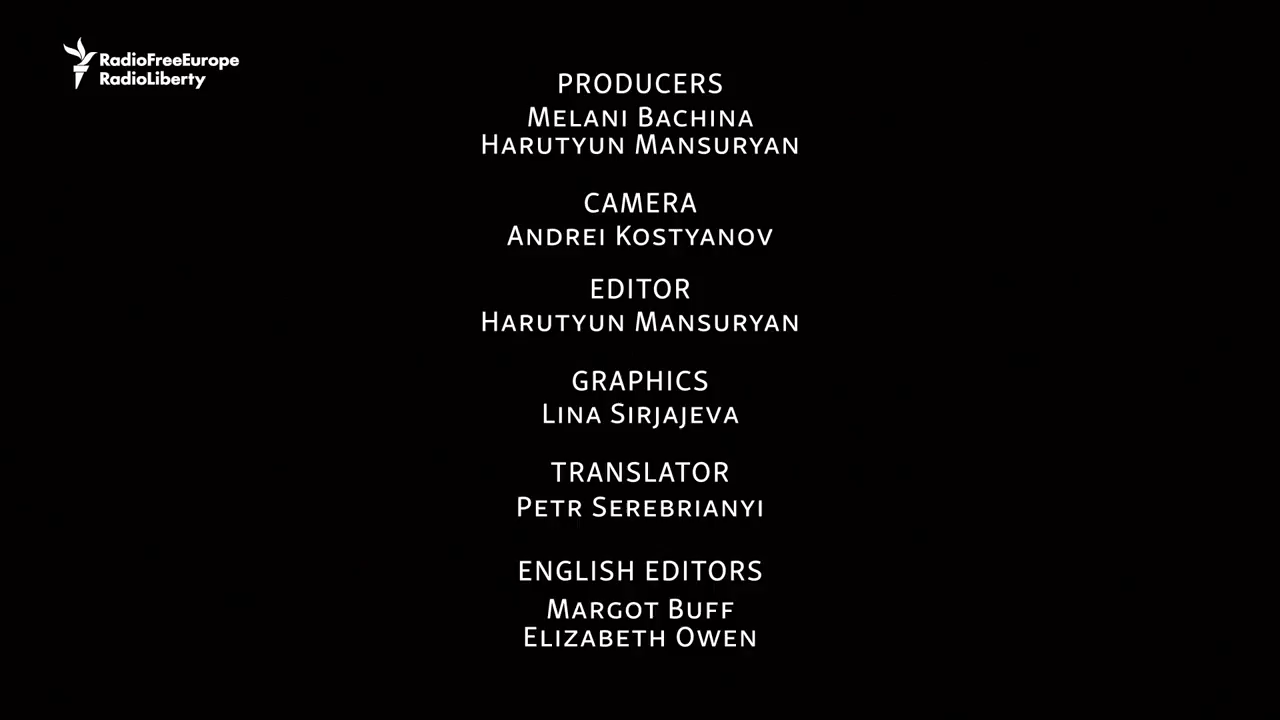 RadioFreeEurope
RadioLiberty
PRODUCERS
MELANI BACHINA
HARUTYUN MANSURYAN
CAMERA
ANDREI KOSTYANOV
EDITOR
HARUTYUN MANSURYAN
GRAPHICS
LINA SIRJAJEVA
TRANSLATOR
PETR SEREBRIANYI
ENGLISH EDITORS
MARGOT BUFF
ELIZABETH OWEN